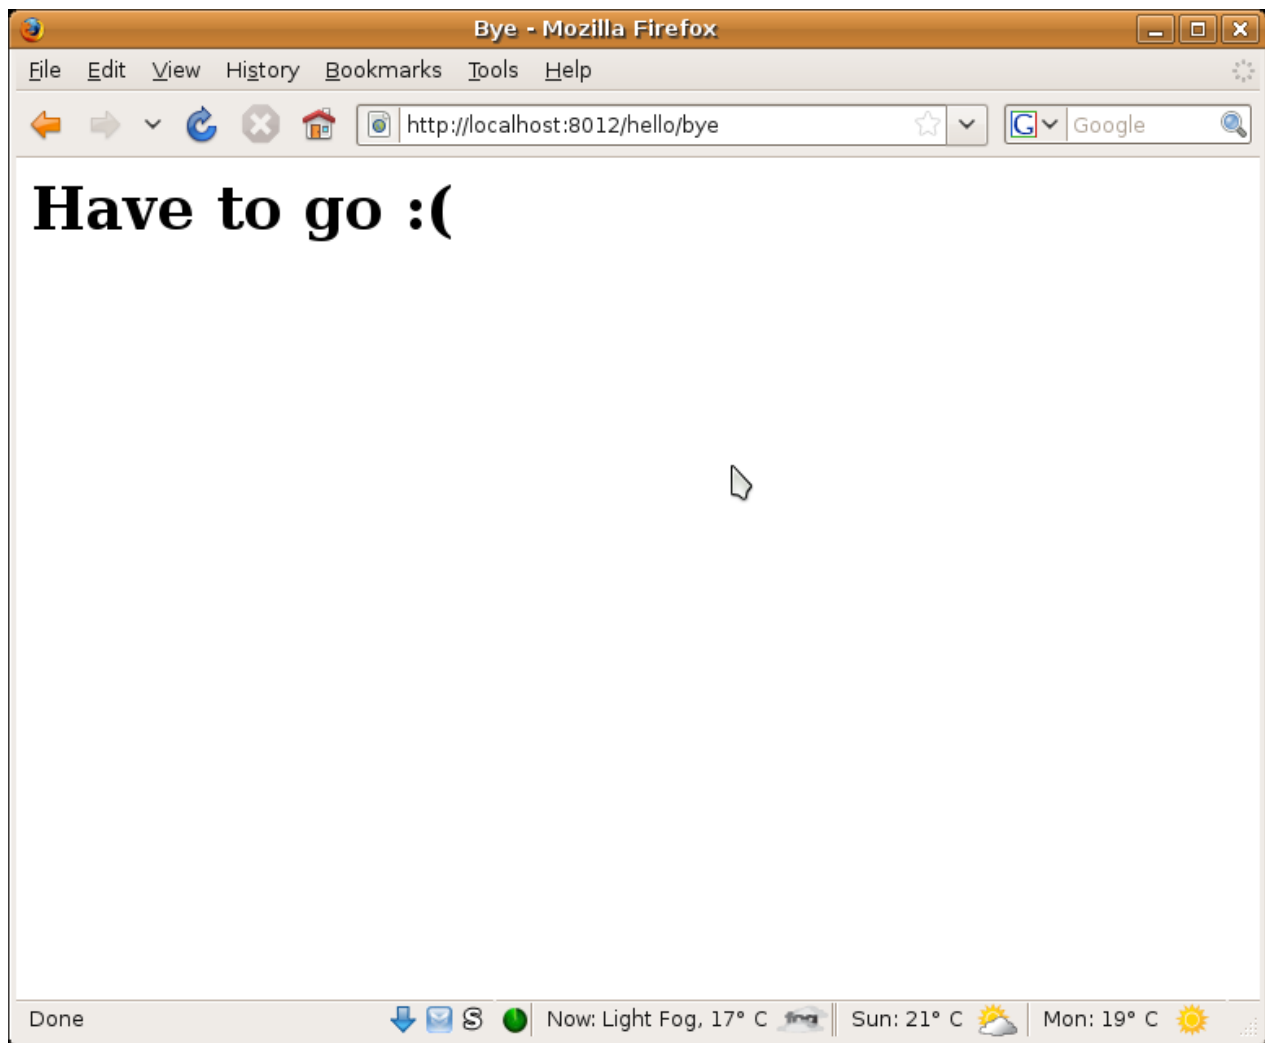 Bye - Mozilla Firefox
File Edit View History Bookmarks Tools Help
http://localhost:8012/hello/bye G Google
Have to go :(
Done S Now: Light Fog, 17° C fog Sun: 21° C Mon: 19° C